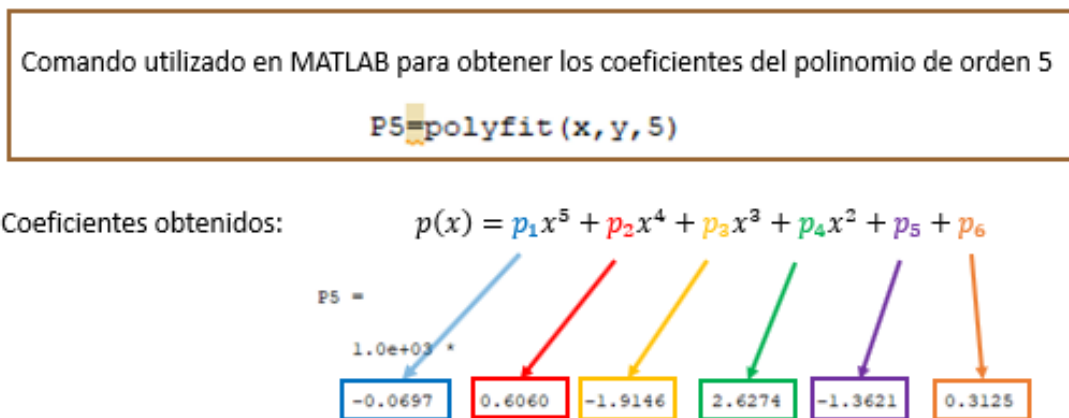 Comando utilizado en MATLAB para obtener los coeficientes del polinomio de orden 5
P5=polyfit(x,y,5)
Coeficientes obtenidos: p(x) = p₁x⁵ + p₂x⁴ + p₃x³ + p₄x² + p₅ + p₆
P5 =
1.0e+03 *
-0.0697 0.6060 -1.9146 2.6274 -1.3621 0.3125